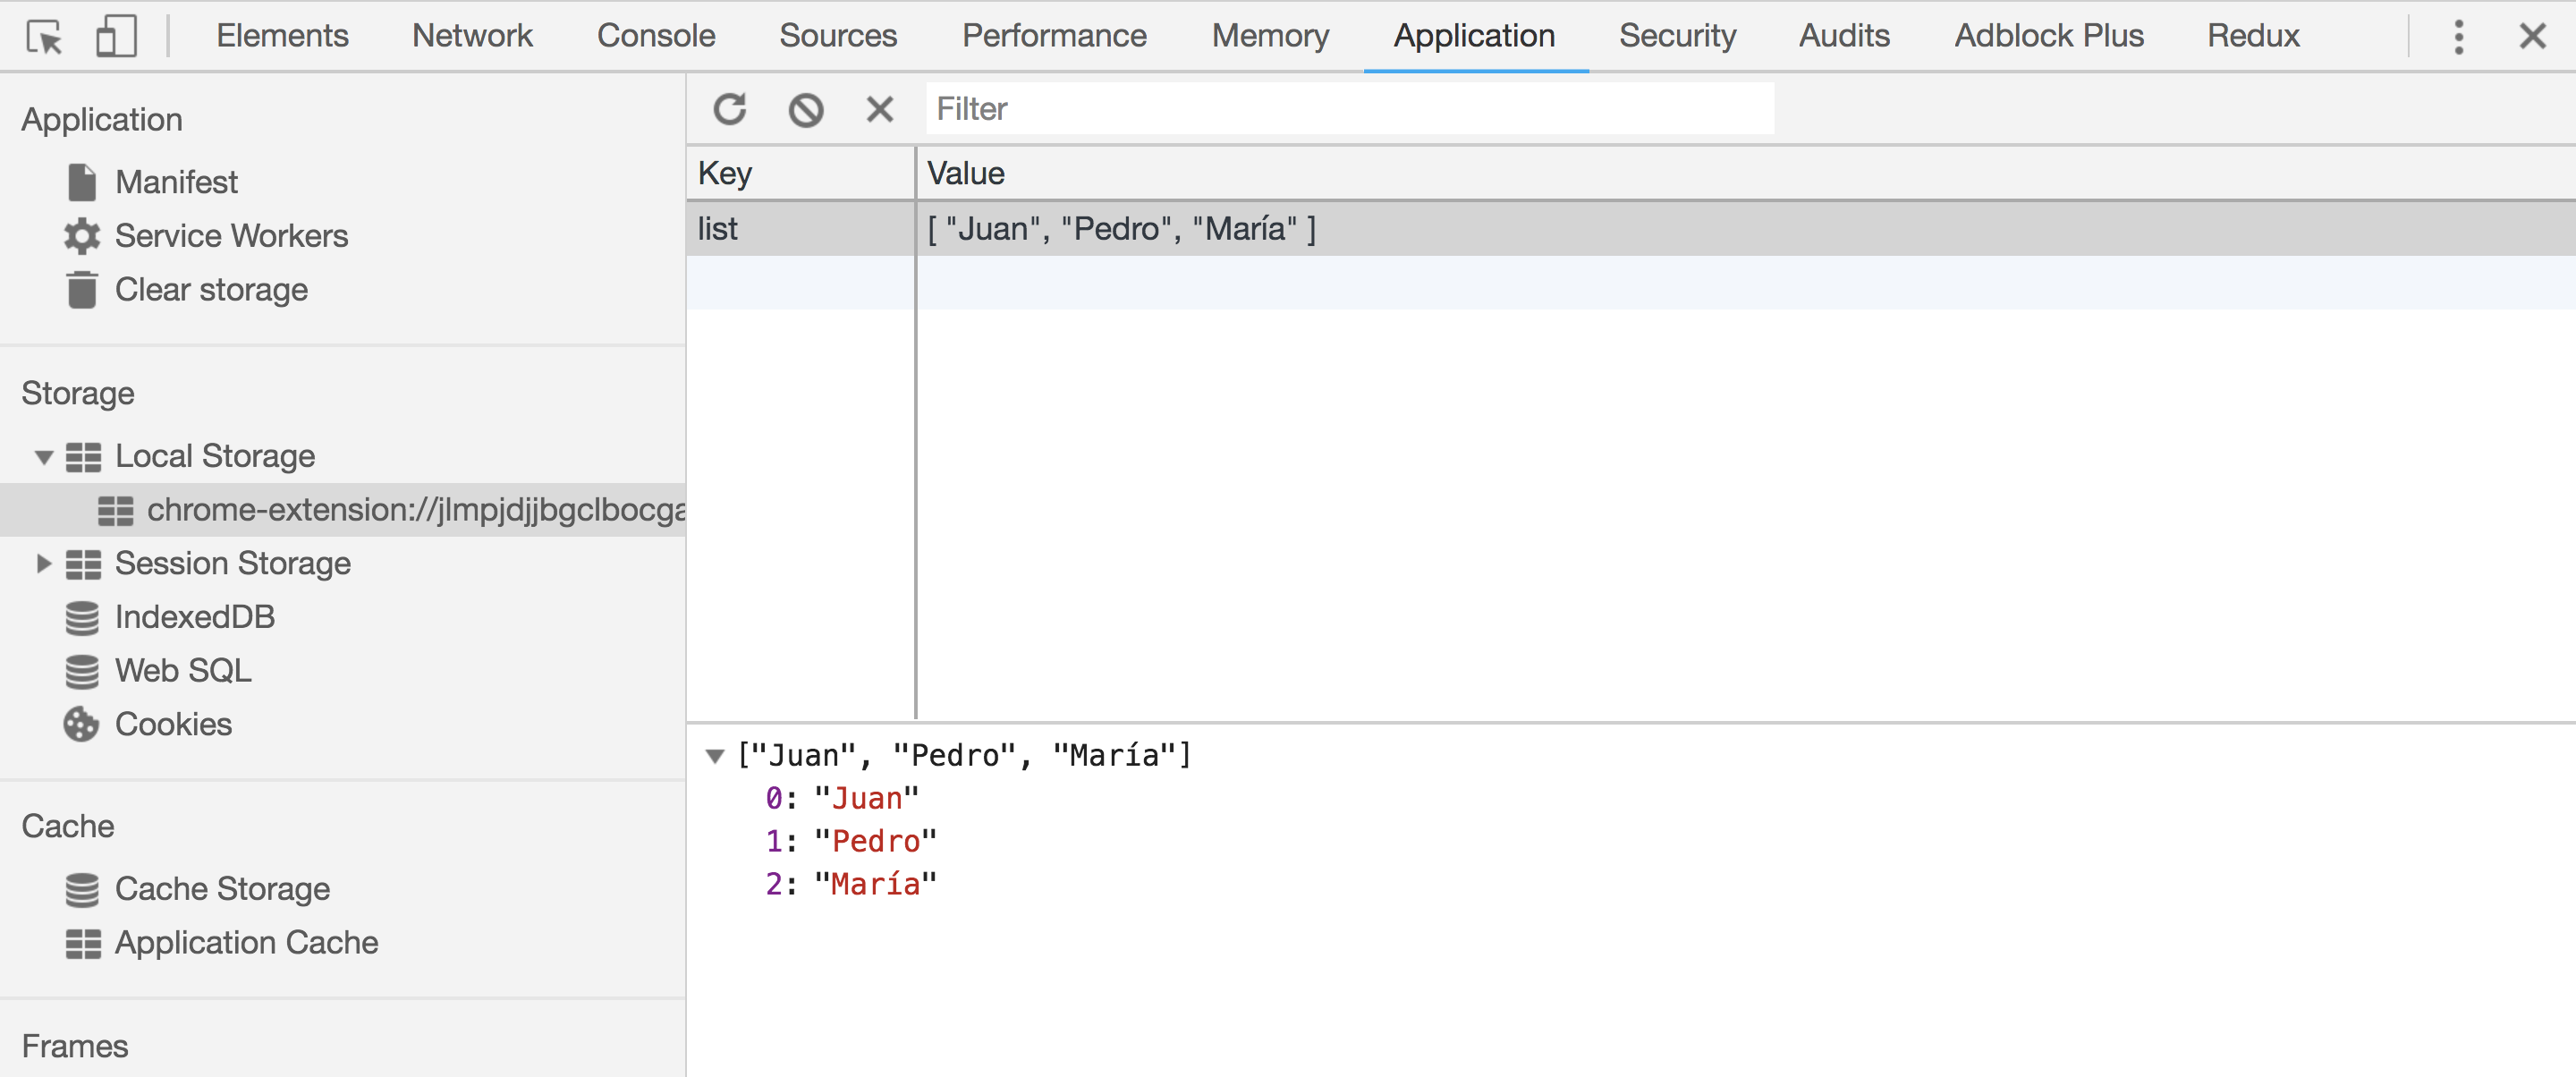 Elements Network Console Sources Performance Memory Application Security Audits Adblock Plus Redux
Application
Manifest
Service Workers
Clear storage
Storage
Local Storage
chrome-extension://jlmpjdjjbgclbocga
Session Storage
IndexedDB
Web SQL
Cookies
Cache
Cache Storage
Application Cache
Frames
Filter
Key Value
list [ "Juan", "Pedro", "María" ]
["Juan", "Pedro", "María"]
0: "Juan"
1: "Pedro"
2: "María"